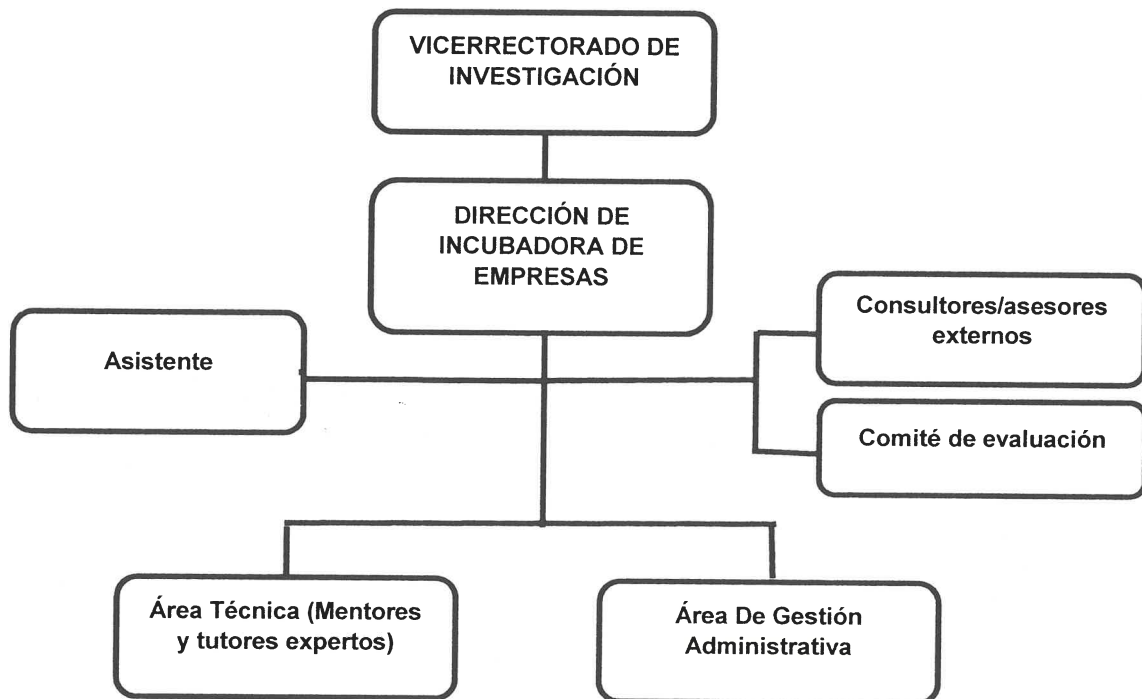 VICERRECTORADO DE
INVESTIGACIÓN
DIRECCIÓN DE
INCUBADORA DE
EMPRESAS
Asistente
Consultores/asesores
externos
Comité de evaluación
Área Técnica (Mentores
y tutores expertos)
Área De Gestión
Administrativa